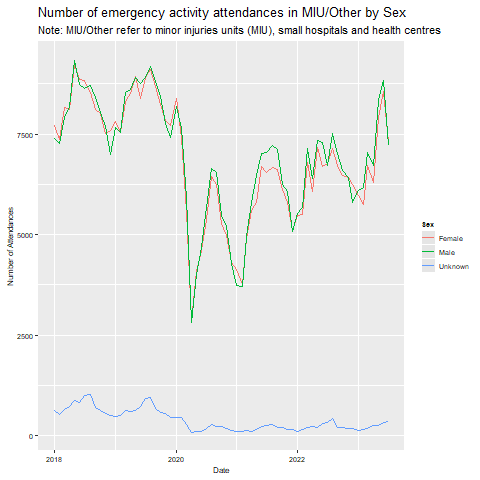 Number of emergency activity attendances in MIU/Other by Sex
Note: MIU/Other refer to minor injuries units (MIU), small hospitals and health centres
Number of Attendances
7500
5000
2500
0
2018
2020
2022
Date
Sex
Female
Male
Unknown